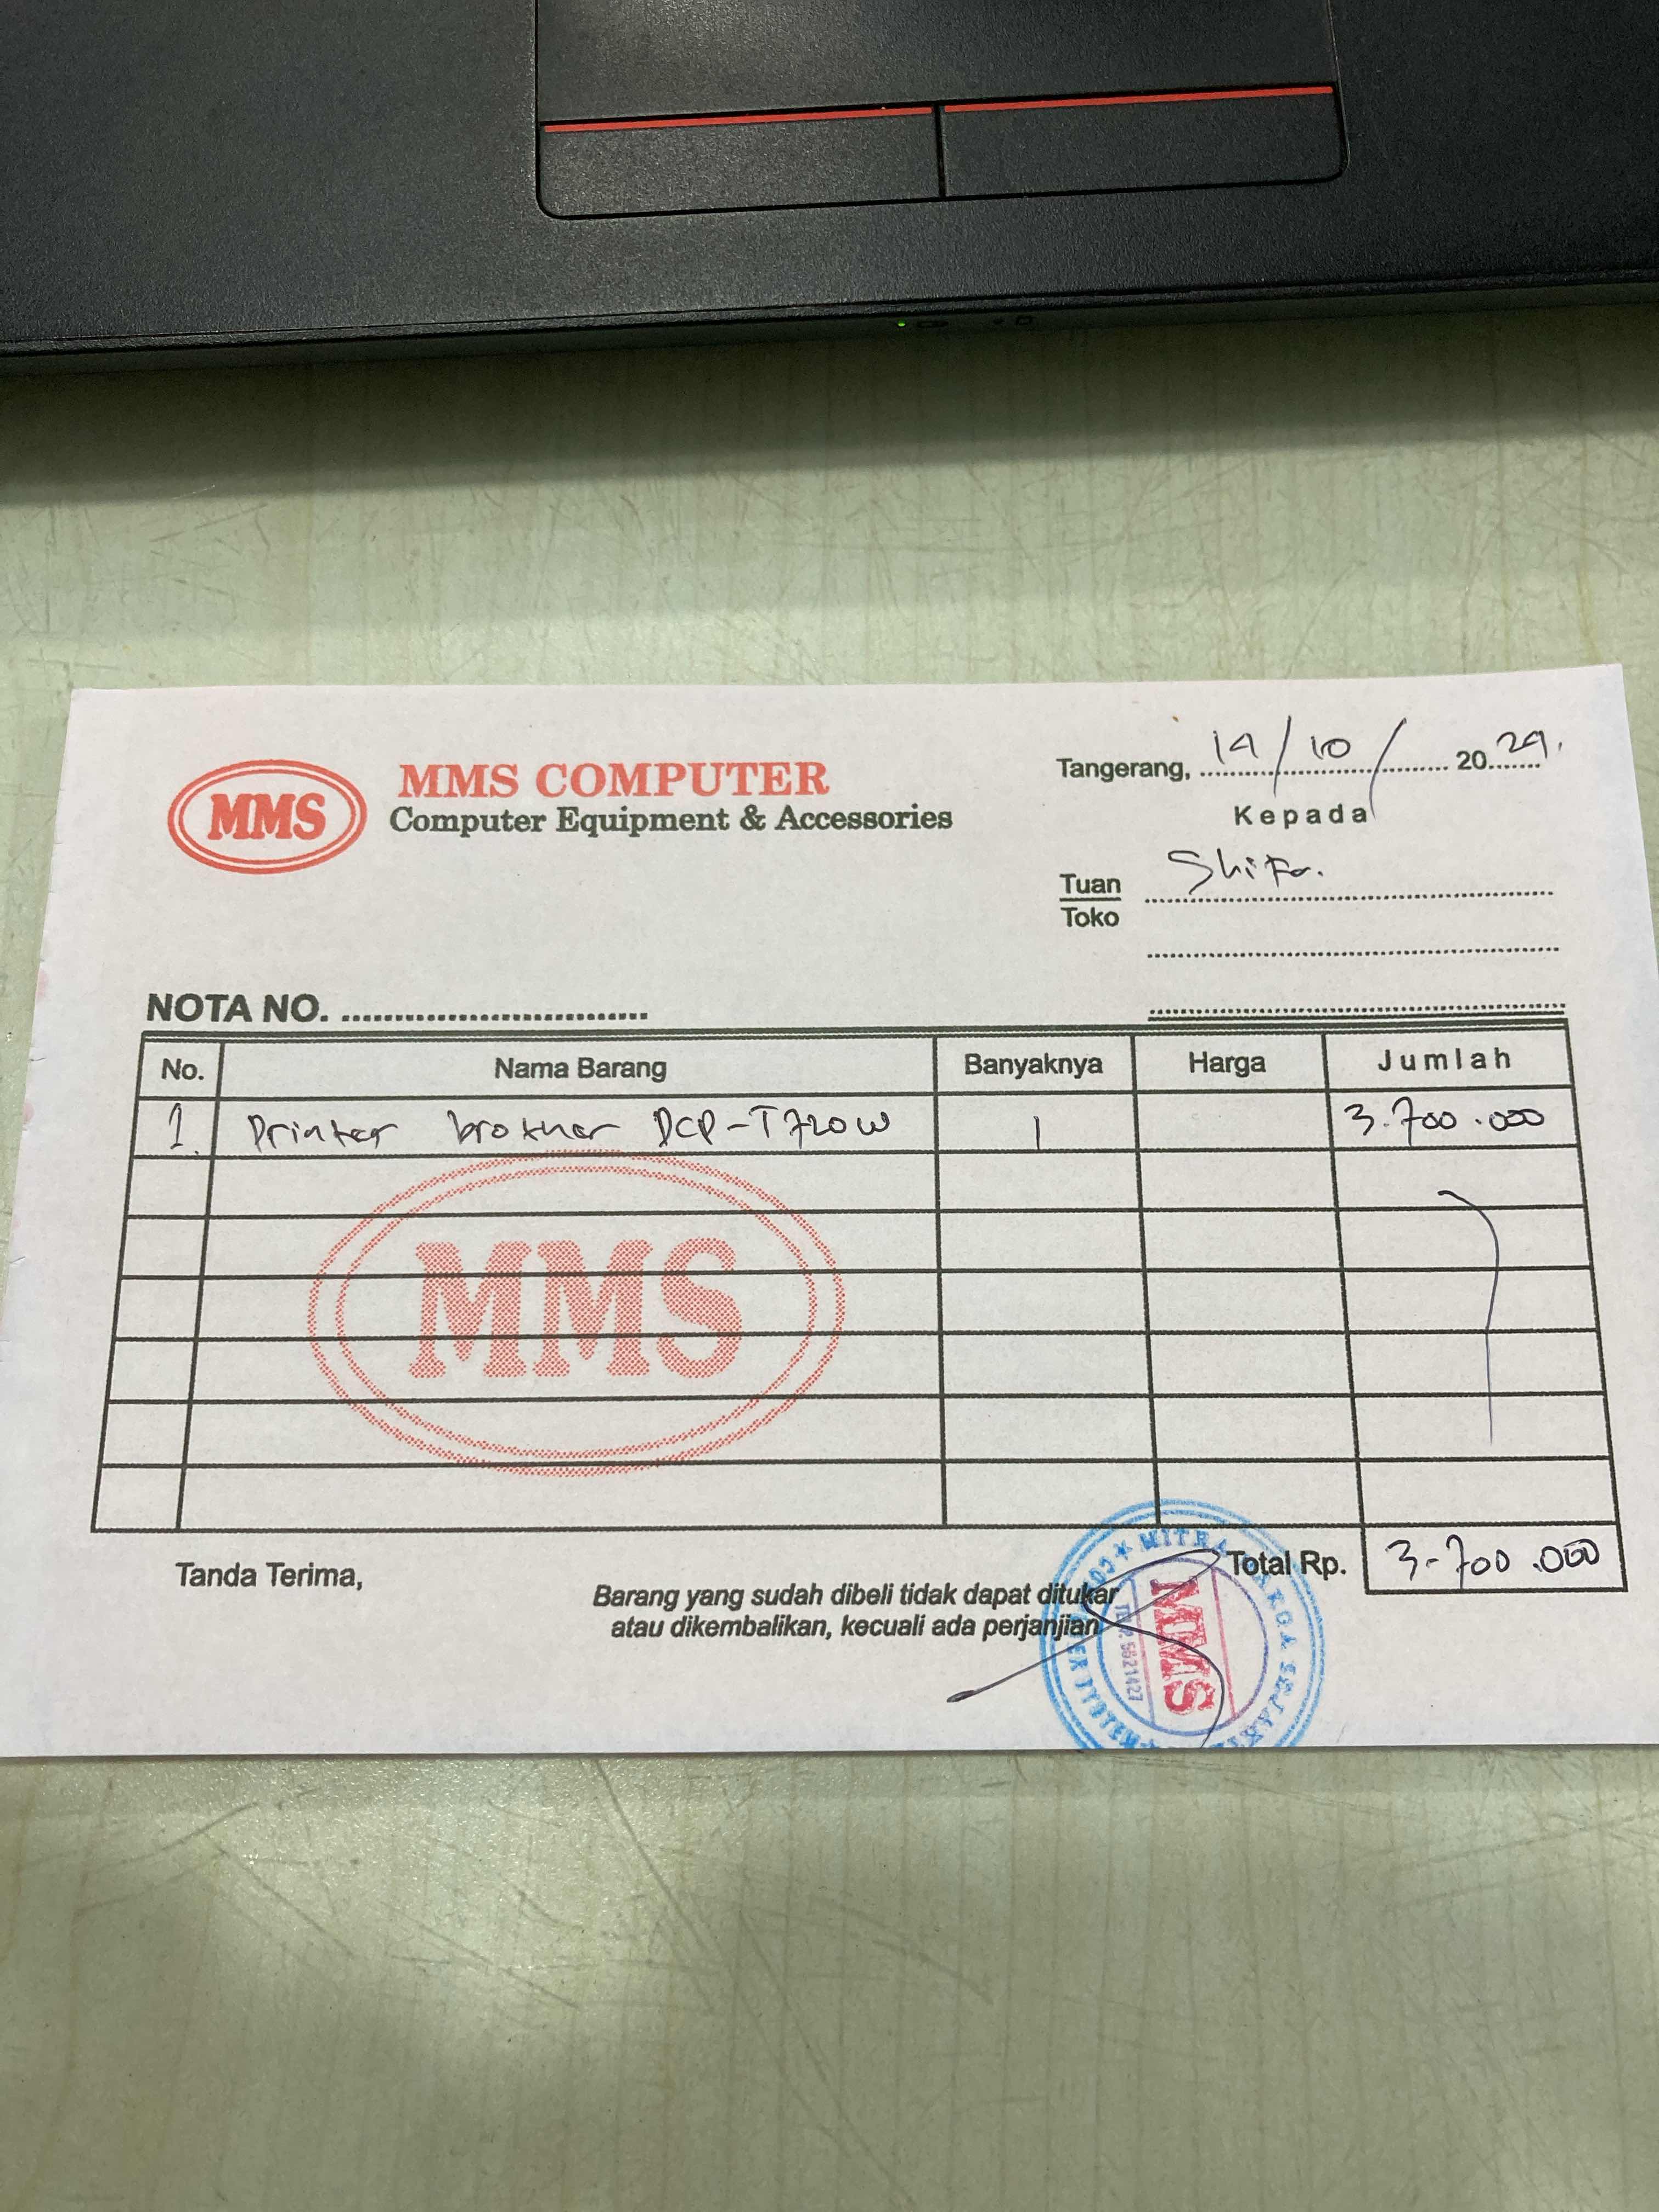 MMS
MMS COMPUTER
Computer Equipment & Accessories
Tangerang, 14/10/ 2024.
Kepada
Tuan
Toko
NOTA NO.
No. Nama Barang Banyaknya Harga Jumlah
1. Printer brother DCP-T720W 1 3.700.000
MMS
Tanda Terima,
Total Rp. 3.700.000
Barang yang sudah dibeli tidak dapat ditukar
atau dikembalikan, kecuali ada perjanjian
MMS
5521427